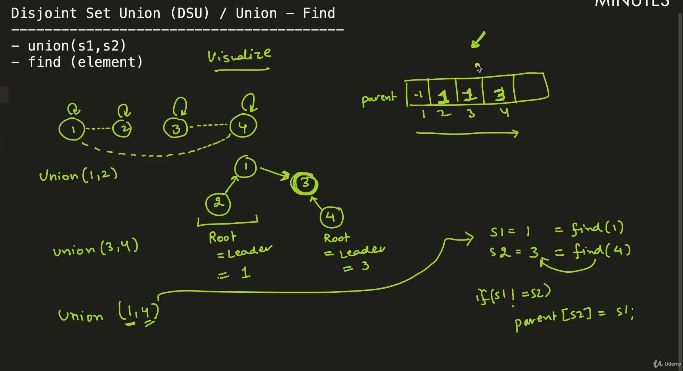 MINUTES
Disjoint Set Union (DSU) / Union - Find
----------------------------------------
- union(s1,s2)
- find (element)
Visualize
parent -1 1 1 3
1 2 3 4
1 2 3 4
Union(1,2)
1
3
2
4
Union(3,4)
Root
=Leader
= 1
Root
= Leader
= 3
S1 = 1 = find(1)
S2 = 3 = find(4)
Union (1,4)
if(S1 != S2)
parent[S2] = S1;
Udemy